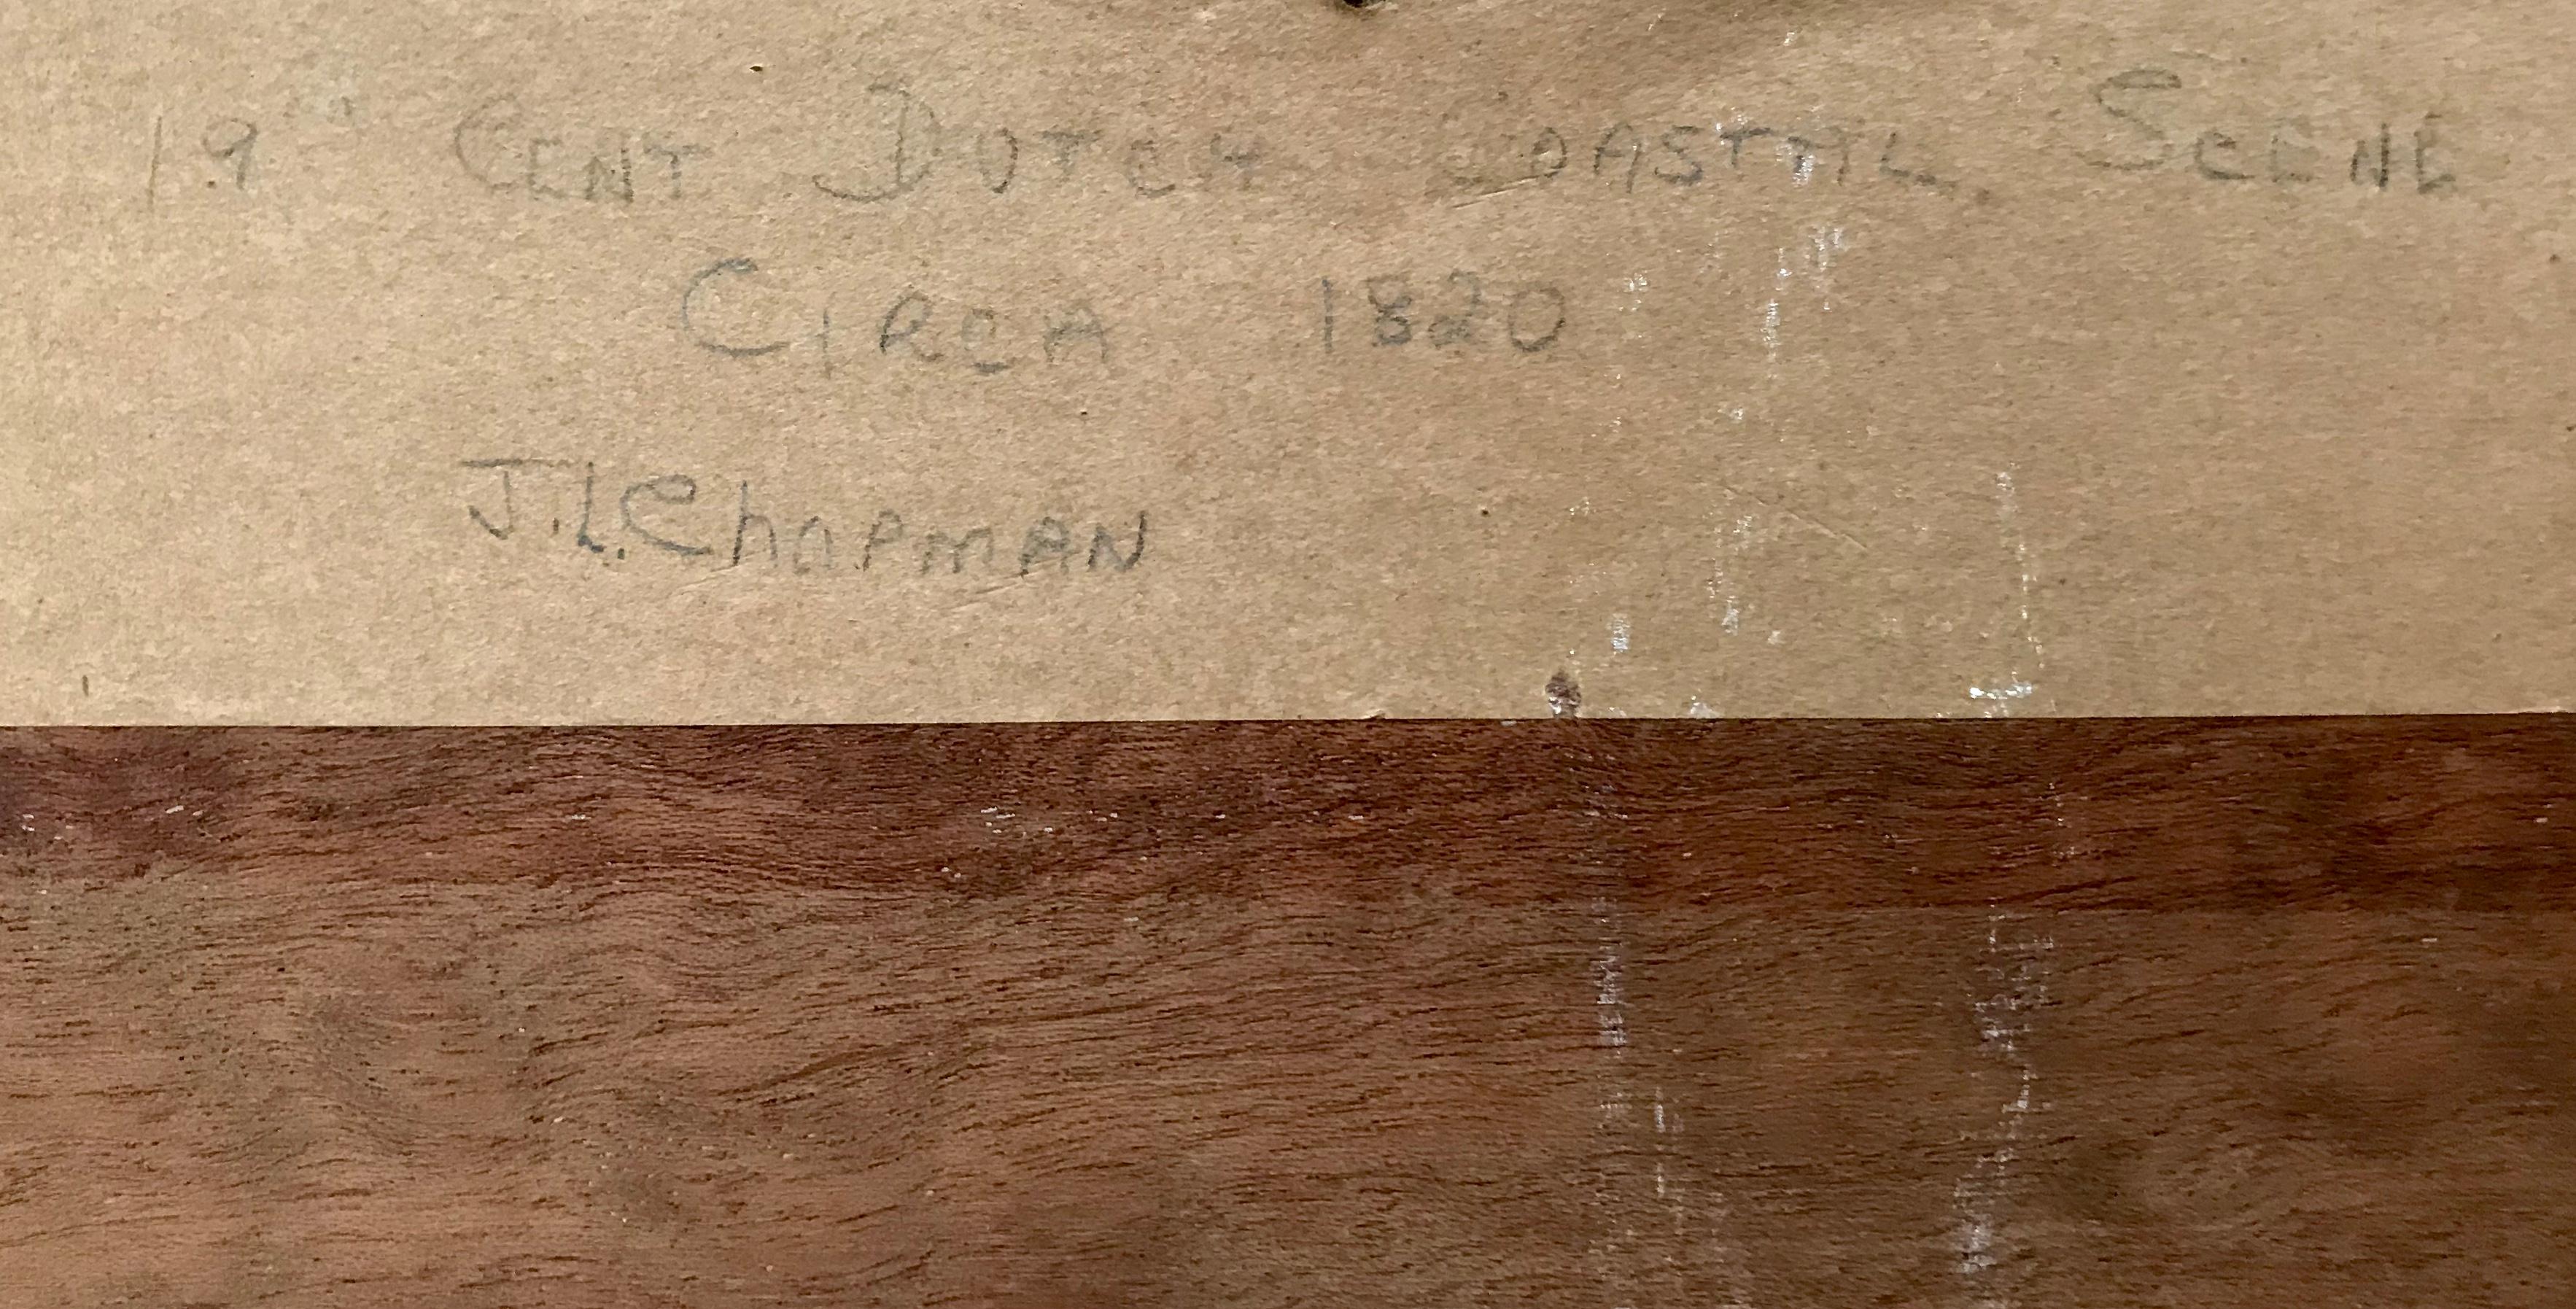 19th CENT DUTCH COASTAL SCENE
CIRCA 1820
J.L. ChAPMAN